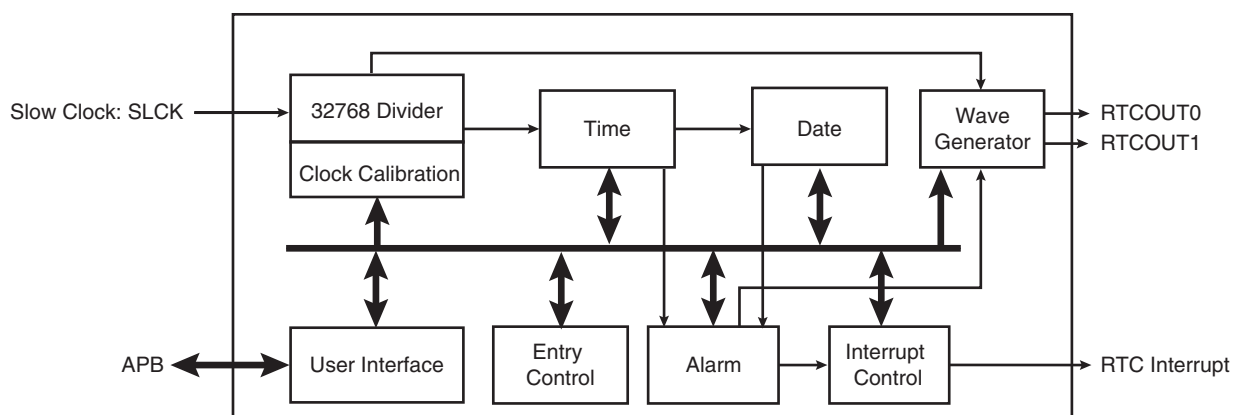 Slow Clock: SLCK
32768 Divider
Clock Calibration
Time
Date
Wave
Generator
RTCOUT0
RTCOUT1
APB
User Interface
Entry
Control
Alarm
Interrupt
Control
RTC Interrupt